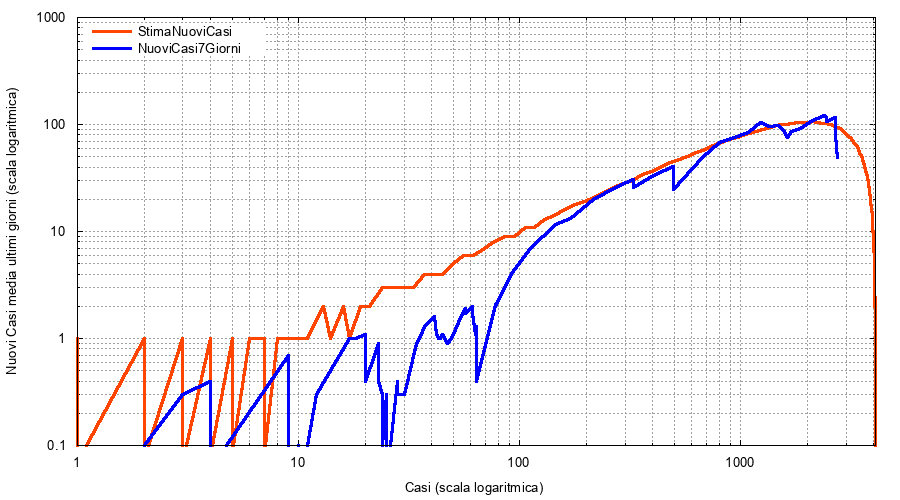 1000
100
10
1
0.1
1
10
100
1000
StimaNuoviCasi
NuoviCasi7Giorni
Nuovi Casi media ultimi giorni (scala logaritmica)
Casi (scala logaritmica)